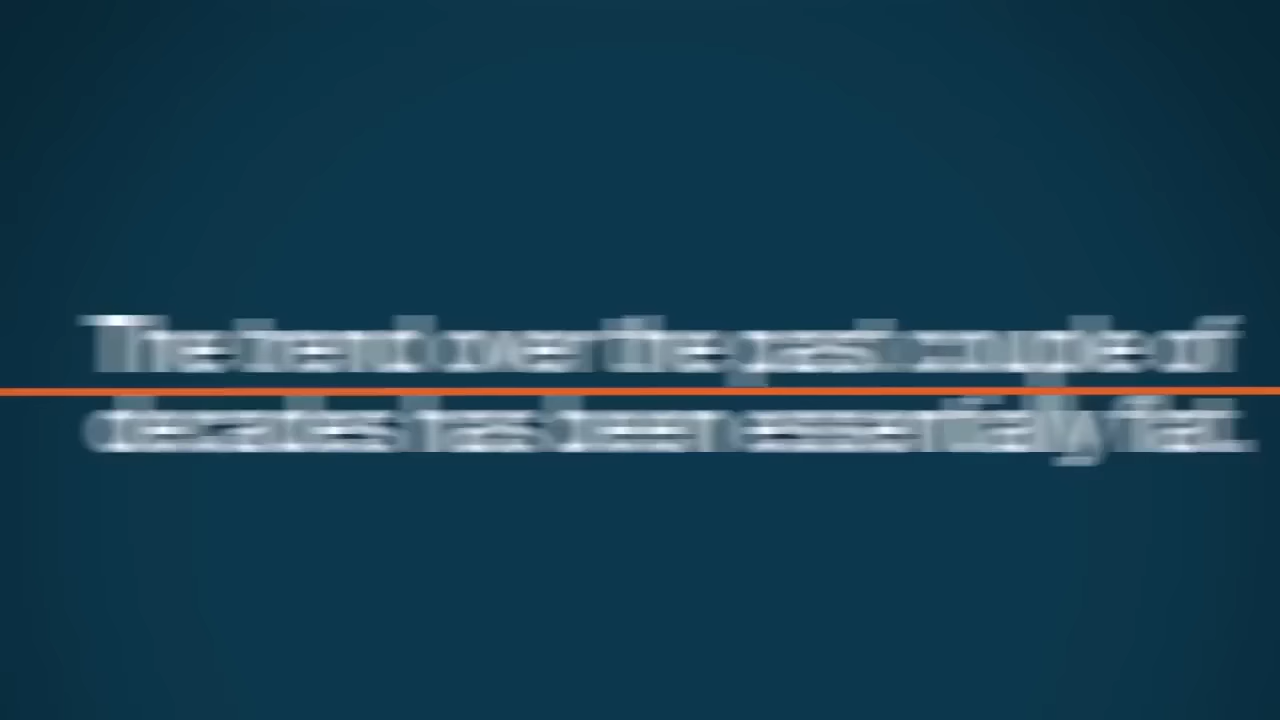 The trend over the past couple of
decades has been essentially flat.